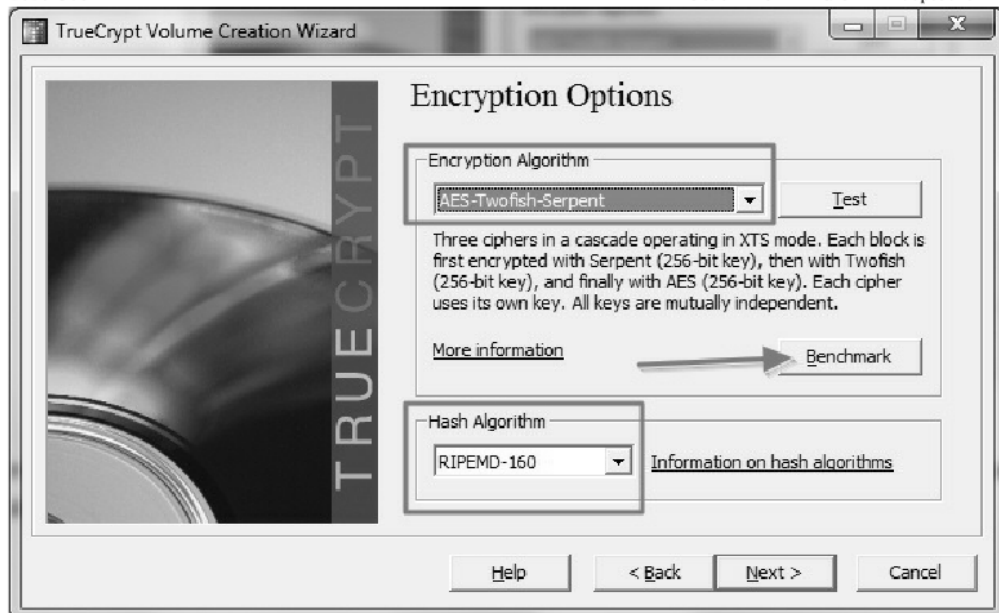 TrueCrypt Volume Creation Wizard
TRUECRYPT
Encryption Options
Encryption Algorithm
AES-Twofish-Serpent
Test
Three ciphers in a cascade operating in XTS mode. Each block is
first encrypted with Serpent (256-bit key), then with Twofish
(256-bit key), and finally with AES (256-bit key). Each cipher
uses its own key. All keys are mutually independent.
More information
Benchmark
Hash Algorithm
RIPEMD-160
Information on hash algorithms
Help
< Back
Next >
Cancel